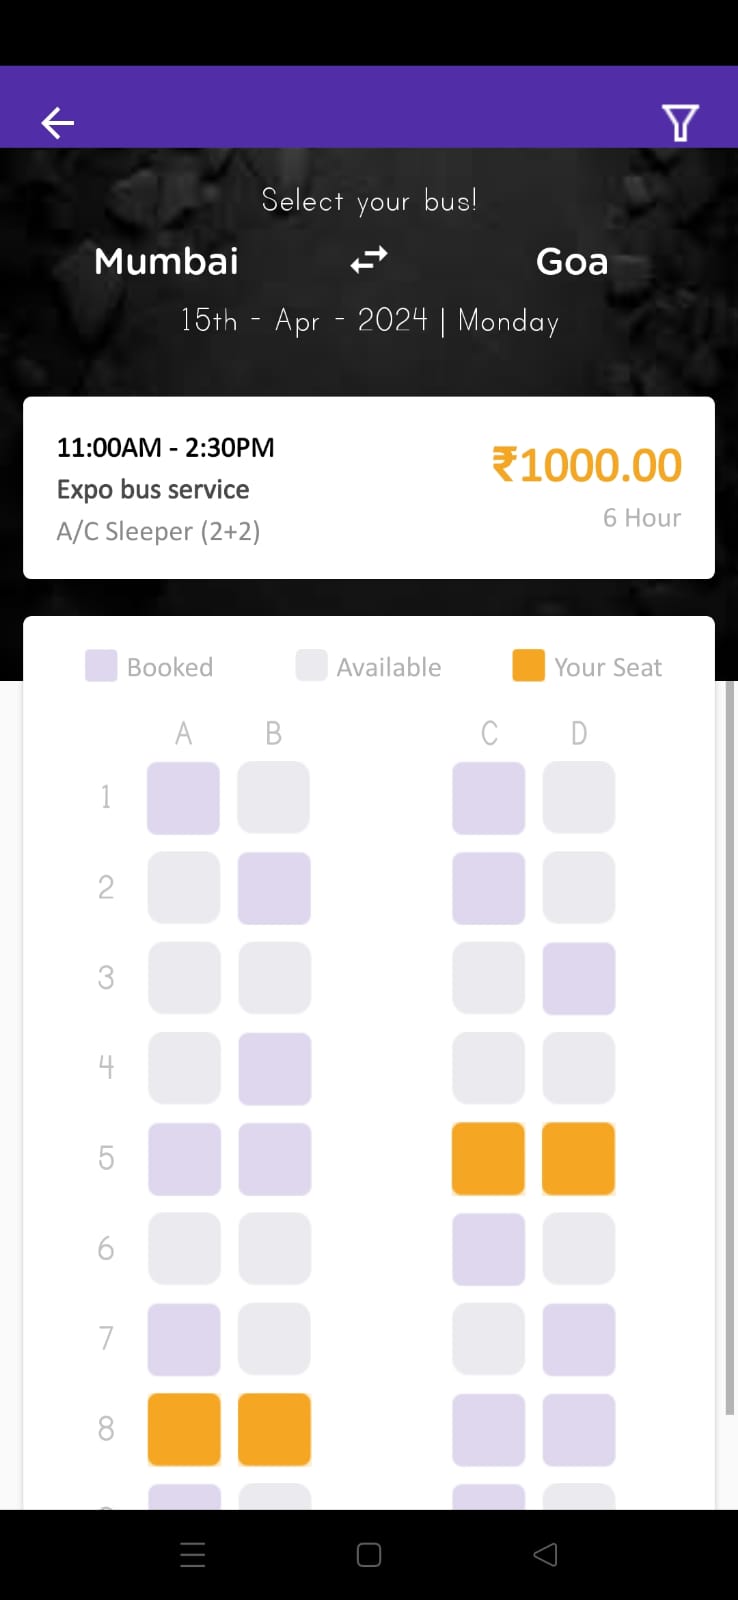 Select your bus!
Mumbai Goa
15th - Apr - 2024 | Monday
11:00AM - 2:30PM
₹1000.00
Expo bus service
6 Hour
A/C Sleeper (2+2)
Booked Available Your Seat
A B C D
1
2
3
4
5
6
7
8